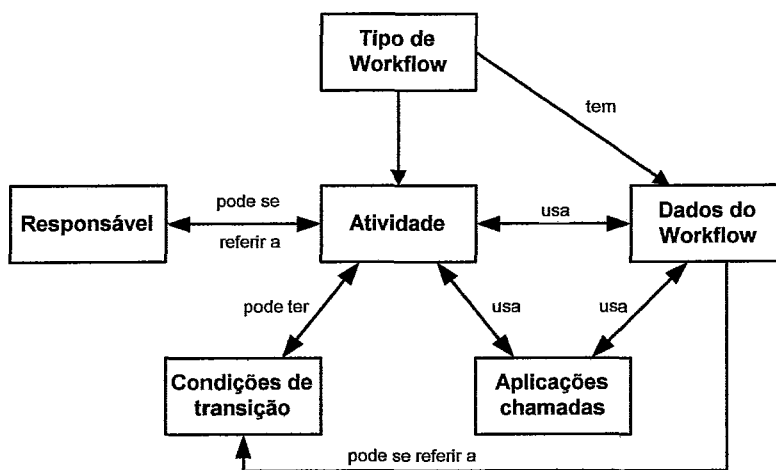 Tipo de
Workflow
tem
Responsável
pode se
referir a
Atividade
usa
Dados do
Workflow
pode ter
usa
usa
Condições de
transição
Aplicações
chamadas
pode se referir a